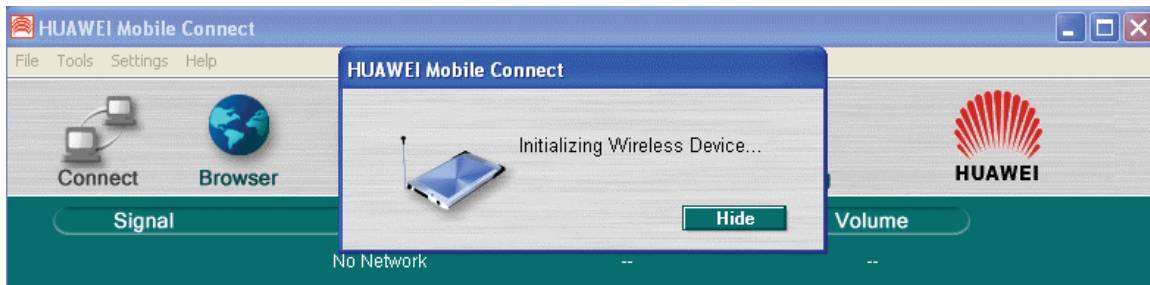 HUAWEI Mobile Connect
File Tools Settings Help
HUAWEI Mobile Connect
Initializing Wireless Device...
Connect Browser
HUAWEI
Hide
Signal Volume
No Network -- --